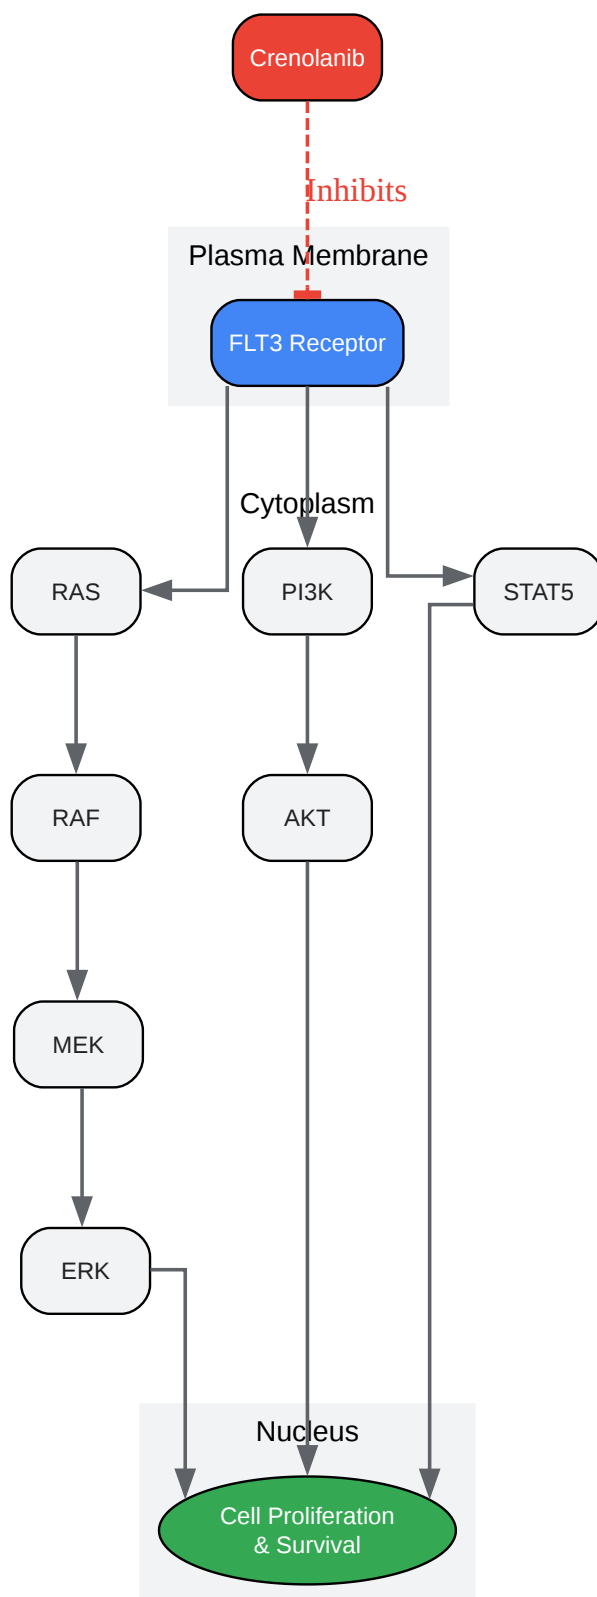 Crenolanib
Inhibits
Plasma Membrane
FLT3 Receptor
Cytoplasm
RAS
PI3K
STAT5
RAF
AKT
MEK
ERK
Nucleus
Cell Proliferation
& Survival